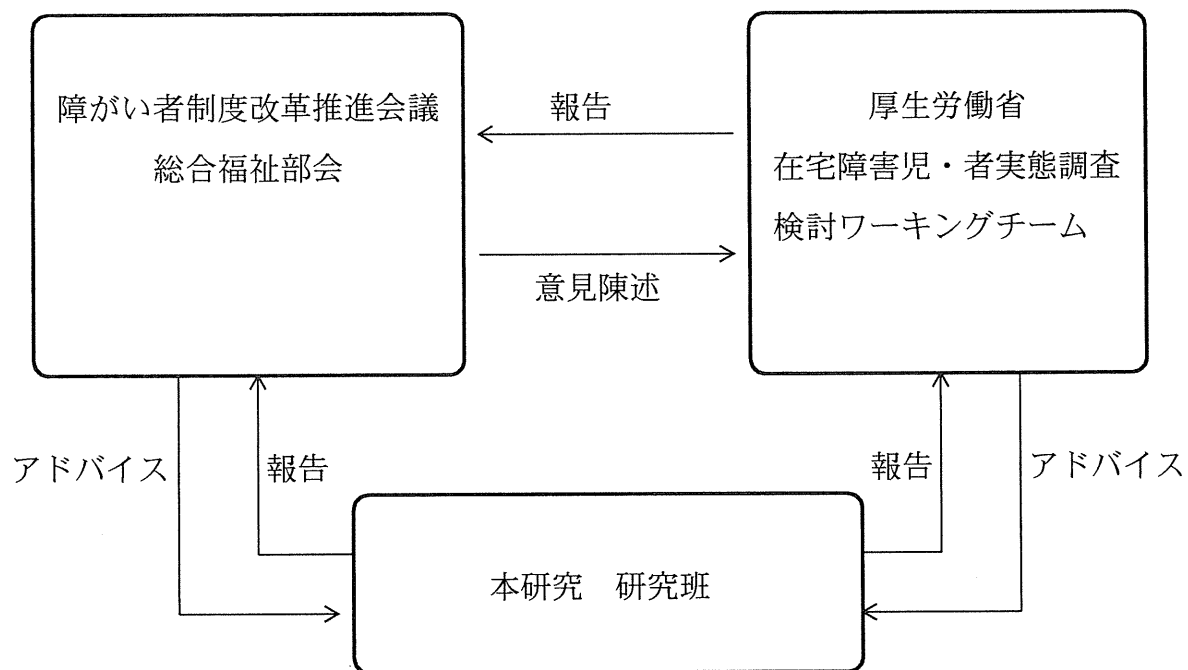 障がい者制度改革推進会議
総合福祉部会
報告
意見陳述
厚生労働省
在宅障害児・者実態調査
検討ワーキングチーム
アドバイス
報告
報告
アドバイス
本研究　研究班